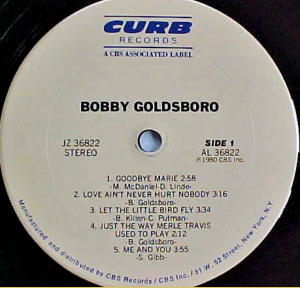 CURB
RECORDS
A CBS ASSOCIATED LABEL
BOBBY GOLDSBORO
JZ 36822 SIDE 1
STEREO AL 36822
℗ 1980 CBS Inc.
1. GOODBYE MARIE 2:58
-M. McDaniel-D. Linde-
2. LOVE AIN'T NEVER HURT NOBODY 3:16
-B. Goldsboro-
3. LET THE LITTLE BIRD FLY 3:34
-B. Killen-C. Putman-
4. JUST THE WAY MERLE TRAVIS
USED TO PLAY 2:12
-B. Goldsboro-
5. ME AND YOU 3:55
-S. Gibb-
Manufactured and distributed by CBS Records / CBS Inc. / 51 W. 52 Street, New York, N.Y.